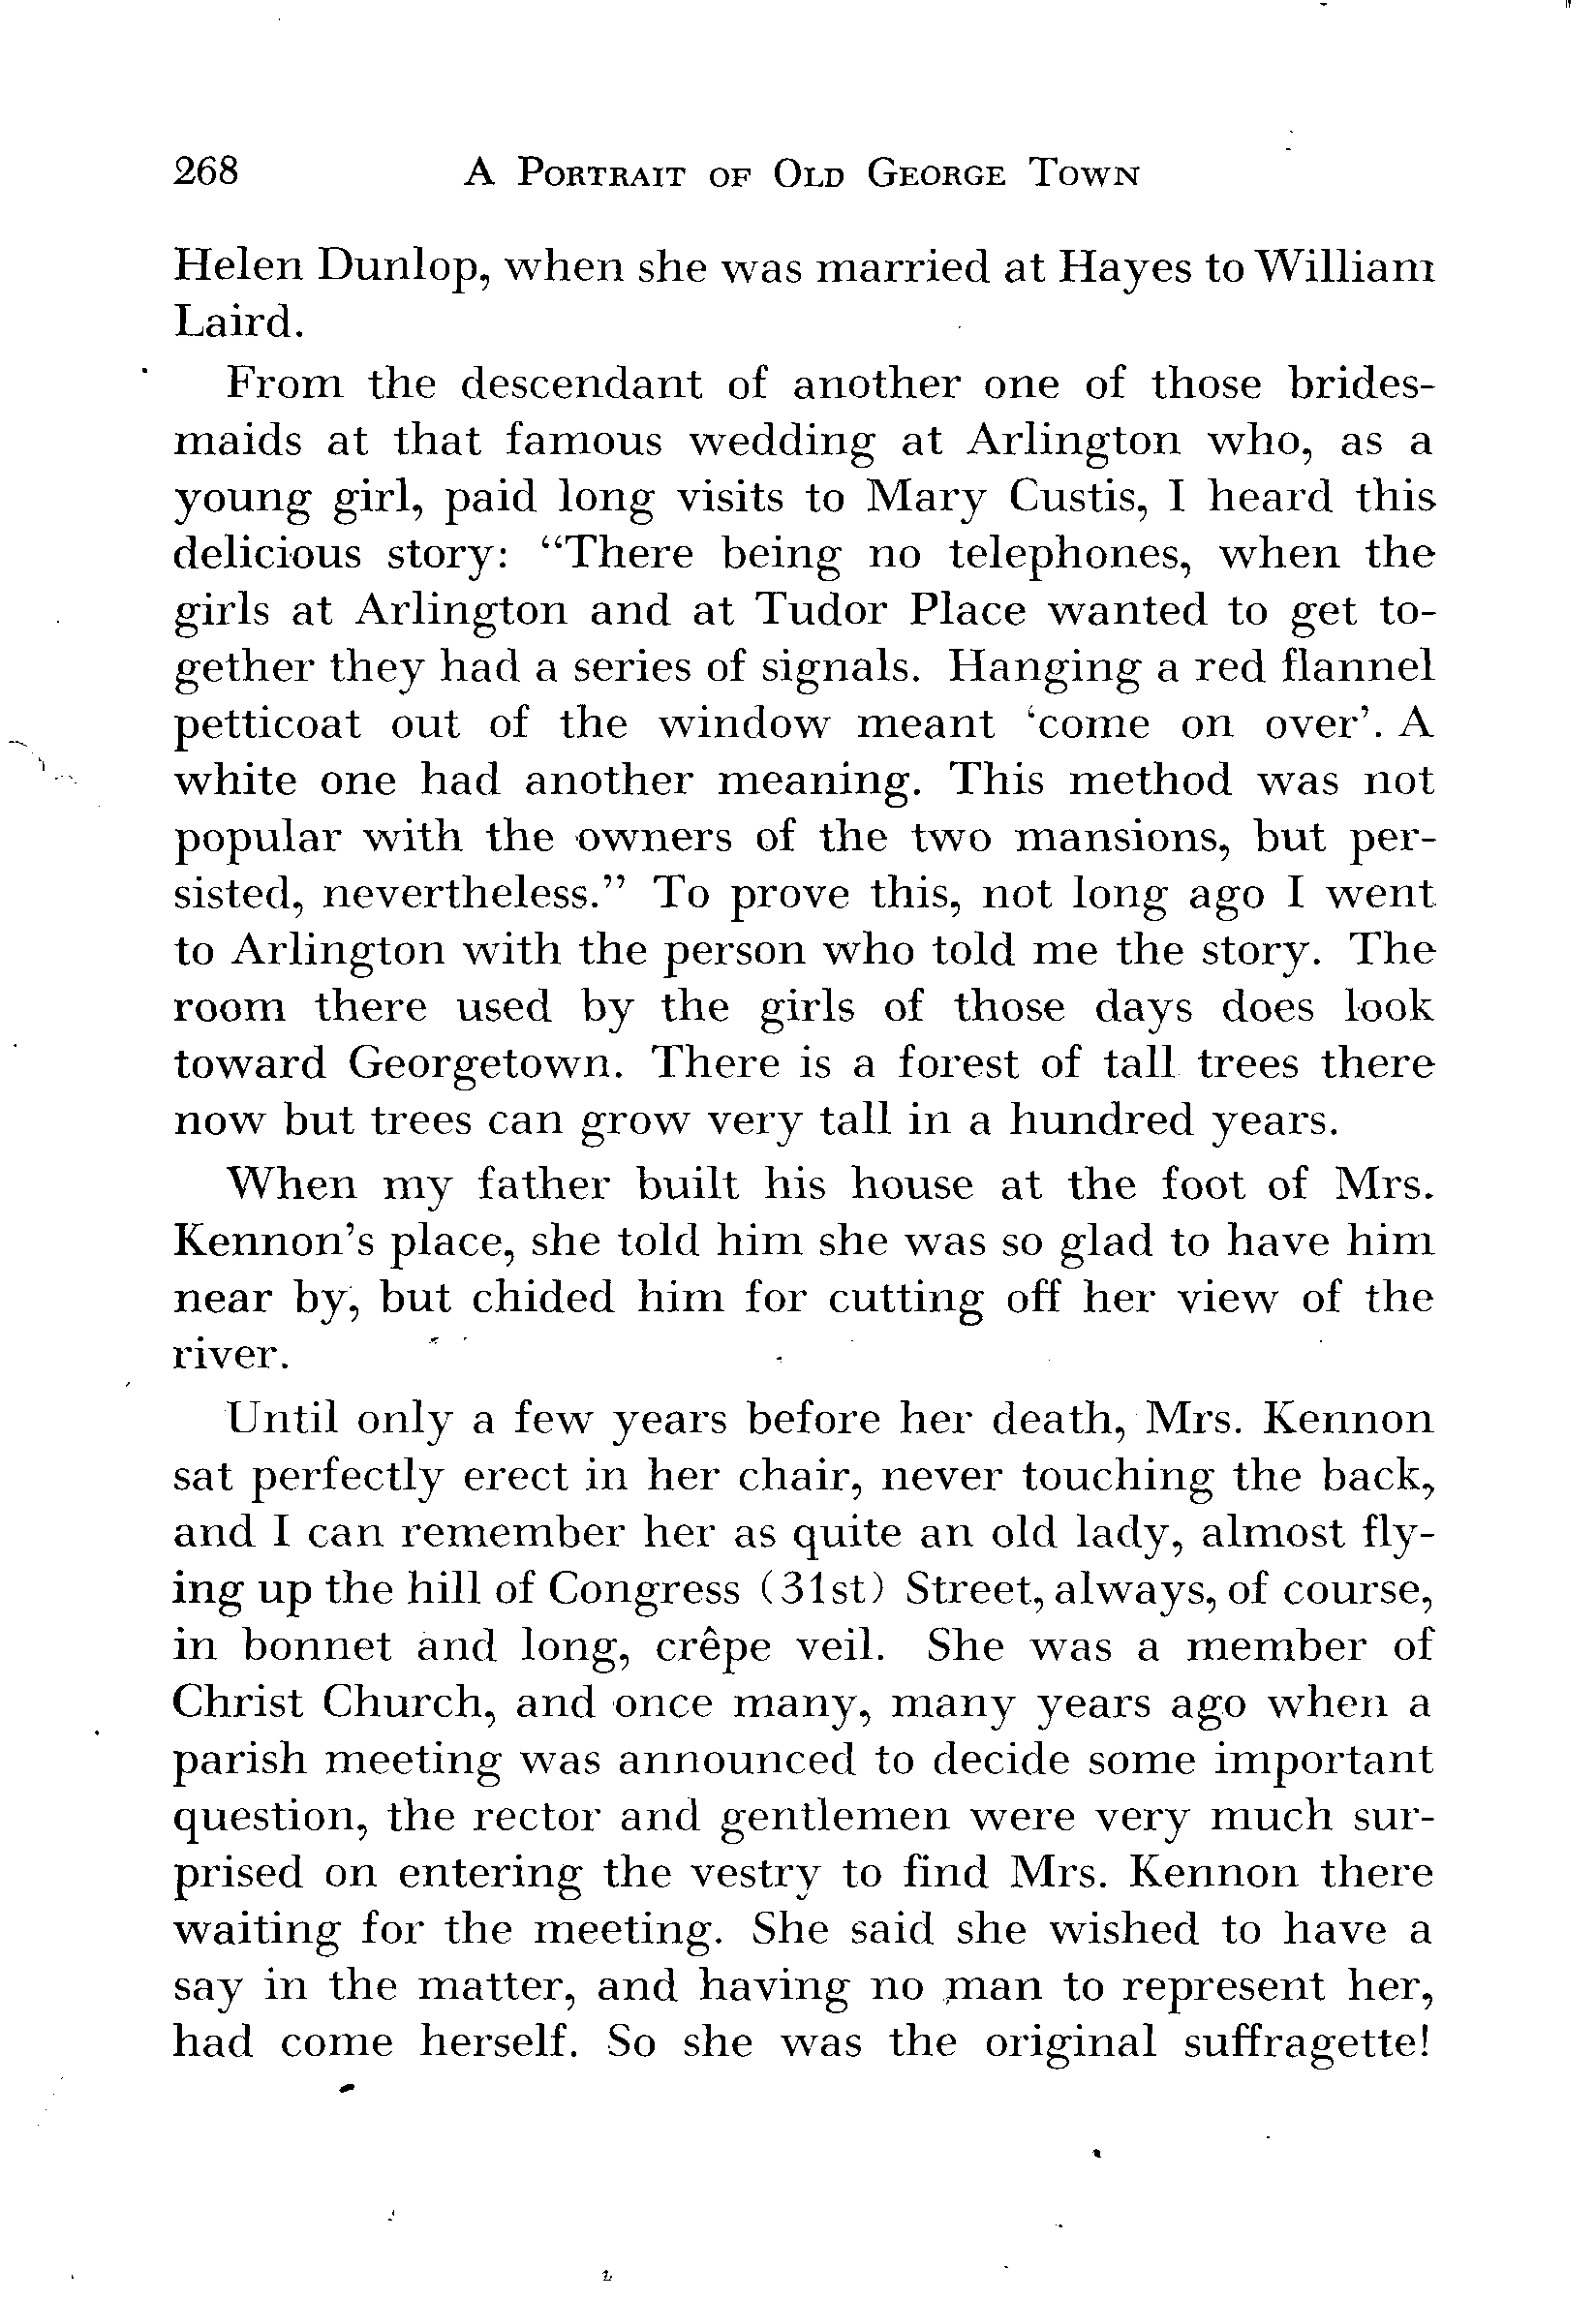 268 A Portrait of Old George Town
Helen Dunlop, when she was married at Hayes to William
Laird.
From the descendant of another one of those brides-
maids at that famous wedding at Arlington who, as a
young girl, paid long visits to Mary Custis, I heard this
delicious story: “There being no telephones, when the
girls at Arlington and at Tudor Place wanted to get to-
gether they had a series of signals. Hanging a red flannel
petticoat out of the window meant ‘come on over’. A
white one had another meaning. This method was not
popular with the owners of the two mansions, but per-
sisted, nevertheless.” To prove this, not long ago I went
to Arlington with the person who told me the story. The
room there used by the girls of those days does look
toward Georgetown. There is a forest of tall trees there
now but trees can grow very tall in a hundred years.
When my father built his house at the foot of Mrs.
Kennon’s place, she told him she was so glad to have him
near by, but chided him for cutting off her view of the
river.
Until only a few years before her death, Mrs. Kennon
sat perfectly erect in her chair, never touching the back,
and I can remember her as quite an old lady, almost fly-
ing up the hill of Congress (31st) Street, always, of course,
in bonnet and long, crêpe veil. She was a member of
Christ Church, and once many, many years ago when a
parish meeting was announced to decide some important
question, the rector and gentlemen were very much sur-
prised on entering the vestry to find Mrs. Kennon there
waiting for the meeting. She said she wished to have a
say in the matter, and having no man to represent her,
had come herself. So she was the original suffragette!